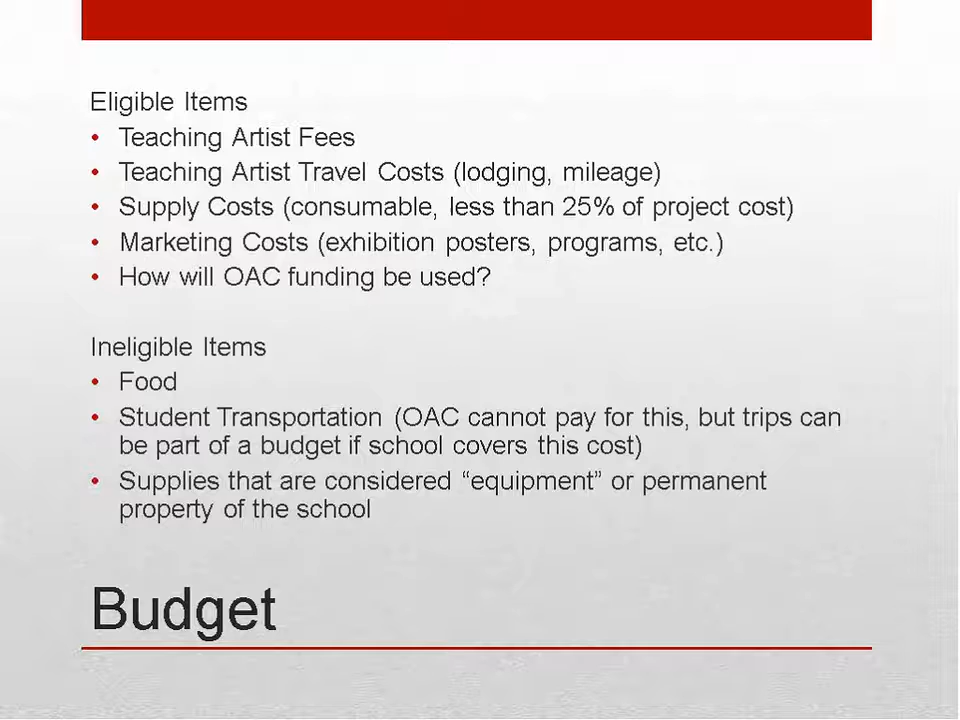 Eligible Items
• Teaching Artist Fees
• Teaching Artist Travel Costs (lodging, mileage)
• Supply Costs (consumable, less than 25% of project cost)
• Marketing Costs (exhibition posters, programs, etc.)
• How will OAC funding be used?
Ineligible Items
• Food
• Student Transportation (OAC cannot pay for this, but trips can
be part of a budget if school covers this cost)
• Supplies that are considered “equipment” or permanent
property of the school
Budget